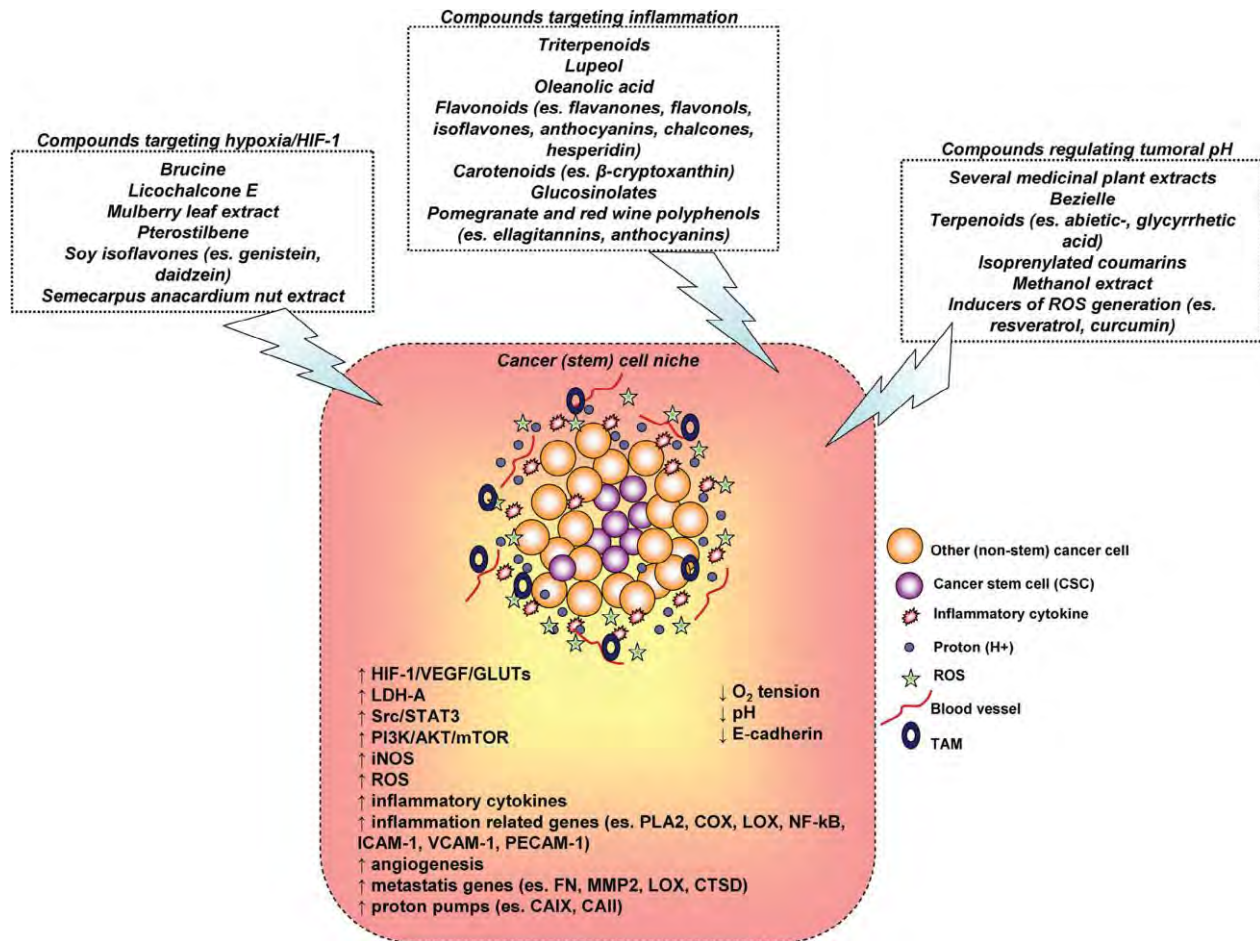 Compounds targeting inflammation
Triterpenoids
Lupeol
Oleanolic acid
Flavonoids (es. flavanones, flavonols,
isoflavones, anthocyanins, chalcones,
hesperidin)
Carotenoids (es. β-cryptoxanthin)
Glucosinolates
Pomegranate and red wine polyphenols
(es. ellagitannins, anthocyanins)
Compounds targeting hypoxia/HIF-1
Brucine
Licochalcone E
Mulberry leaf extract
Pterostilbene
Soy isoflavones (es. genistein,
daidzein)
Semecarpus anacardium nut extract
Compounds regulating tumoral pH
Several medicinal plant extracts
Bezielle
Terpenoids (es. abietic-, glycyrrhetic
acid)
Isoprenylated coumarins
Methanol extract
Inducers of ROS generation (es.
resveratrol, curcumin)
Cancer (stem) cell niche
↑ HIF-1/VEGF/GLUTs
↑ LDH-A
↑ Src/STAT3
↑ PI3K/AKT/mTOR
↑ iNOS
↑ ROS
↑ inflammatory cytokines
↑ inflammation related genes (es. PLA2, COX, LOX, NF-kB,
ICAM-1, VCAM-1, PECAM-1)
↑ angiogenesis
↑ metastatis genes (es. FN, MMP2, LOX, CTSD)
↑ proton pumps (es. CAIX, CAII)
↓ O₂ tension
↓ pH
↓ E-cadherin
Other (non-stem) cancer cell
Cancer stem cell (CSC)
Inflammatory cytokine
Proton (H+)
ROS
Blood vessel
TAM